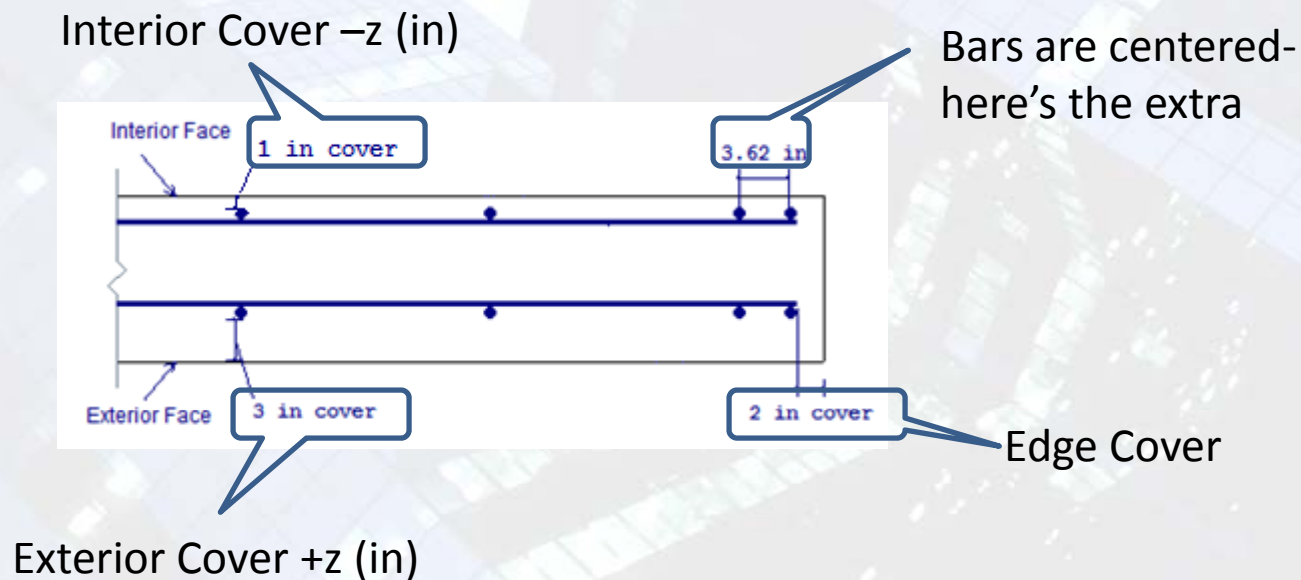 Interior Cover –z (in)
Bars are centered-
here's the extra
Interior Face
1 in cover
3.62 in
Exterior Face
3 in cover
2 in cover
Edge Cover
Exterior Cover +z (in)